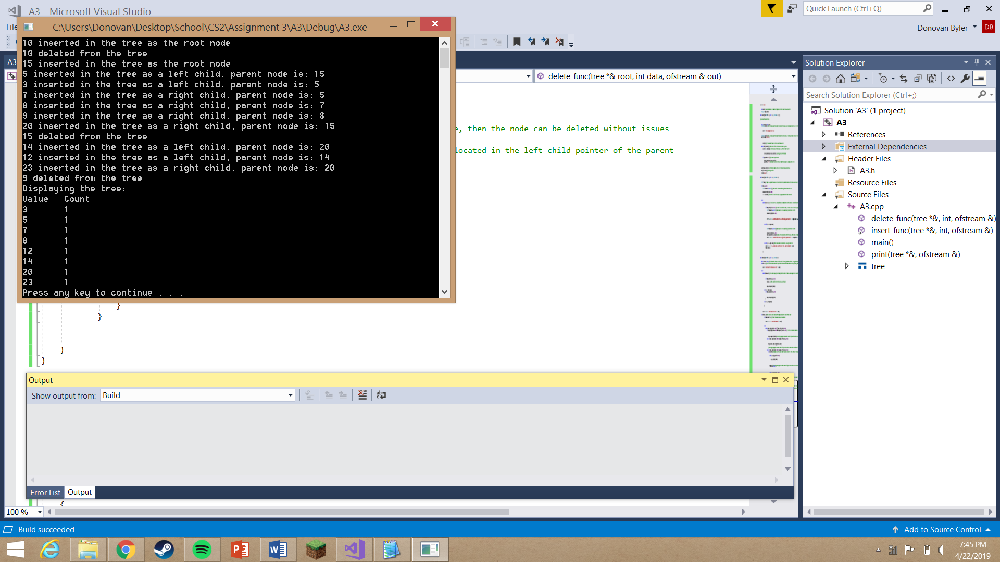 A3 - Microsoft Visual Studio
Quick Launch (Ctrl+Q)
File
Donovan Byler
DB
C:\Users\Donovan\Desktop\School\CS2\Assignment 3\A3\Debug\A3.exe
10 inserted in the tree as the root node
10 deleted from the tree
15 inserted in the tree as the root node
5 inserted in the tree as a left child, parent node is: 15
3 inserted in the tree as a left child, parent node is: 5
7 inserted in the tree as a right child, parent node is: 5
8 inserted in the tree as a right child, parent node is: 7
9 inserted in the tree as a right child, parent node is: 8
20 inserted in the tree as a right child, parent node is: 15
15 deleted from the tree
14 inserted in the tree as a left child, parent node is: 20
12 inserted in the tree as a left child, parent node is: 14
23 inserted in the tree as a right child, parent node is: 20
9 deleted from the tree
Displaying the tree:
Value Count
3 1
5 1
7 1
8 1
12 1
14 1
20 1
23 1
Press any key to continue . . .
A3
delete_func(tree *& root, int data, ofstream & out)
e, then the node can be deleted without issues
located in the left child pointer of the parent
}
}
}
}
Output
Show output from: Build
Error List Output
{
100 %
Solution Explorer
Search Solution Explorer (Ctrl+;)
Solution 'A3' (1 project)
A3
References
External Dependencies
Header Files
A3.h
Resource Files
Source Files
A3.cpp
delete_func(tree *&, int, ofstream &)
insert_func(tree *&, int, ofstream &)
main()
print(tree *&, ofstream &)
tree
Build succeeded
Add to Source Control
7:45 PM
4/22/2019